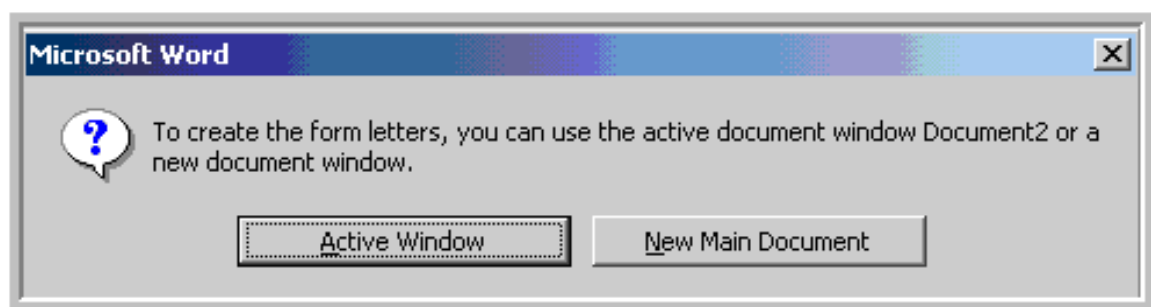 Microsoft Word
To create the form letters, you can use the active document window Document2 or a
new document window.
Active Window New Main Document